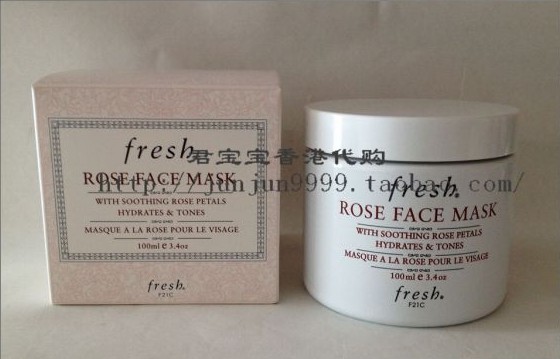 fresh
ROSE FACE MASK
WITH SOOTHING ROSE PETALS
HYDRATES & TONES
MASQUE A LA ROSE POUR LE VISAGE
100ml e 3.4oz
fresh.
F21C
fresh.
ROSE FACE MASK
WITH SOOTHING ROSE PETALS
HYDRATES & TONES
MASQUE A LA ROSE POUR LE VISAGE
100ml e 3.4oz
fresh.
F21C
君宝宝香港代购
http://junjun9999.taobao.com/